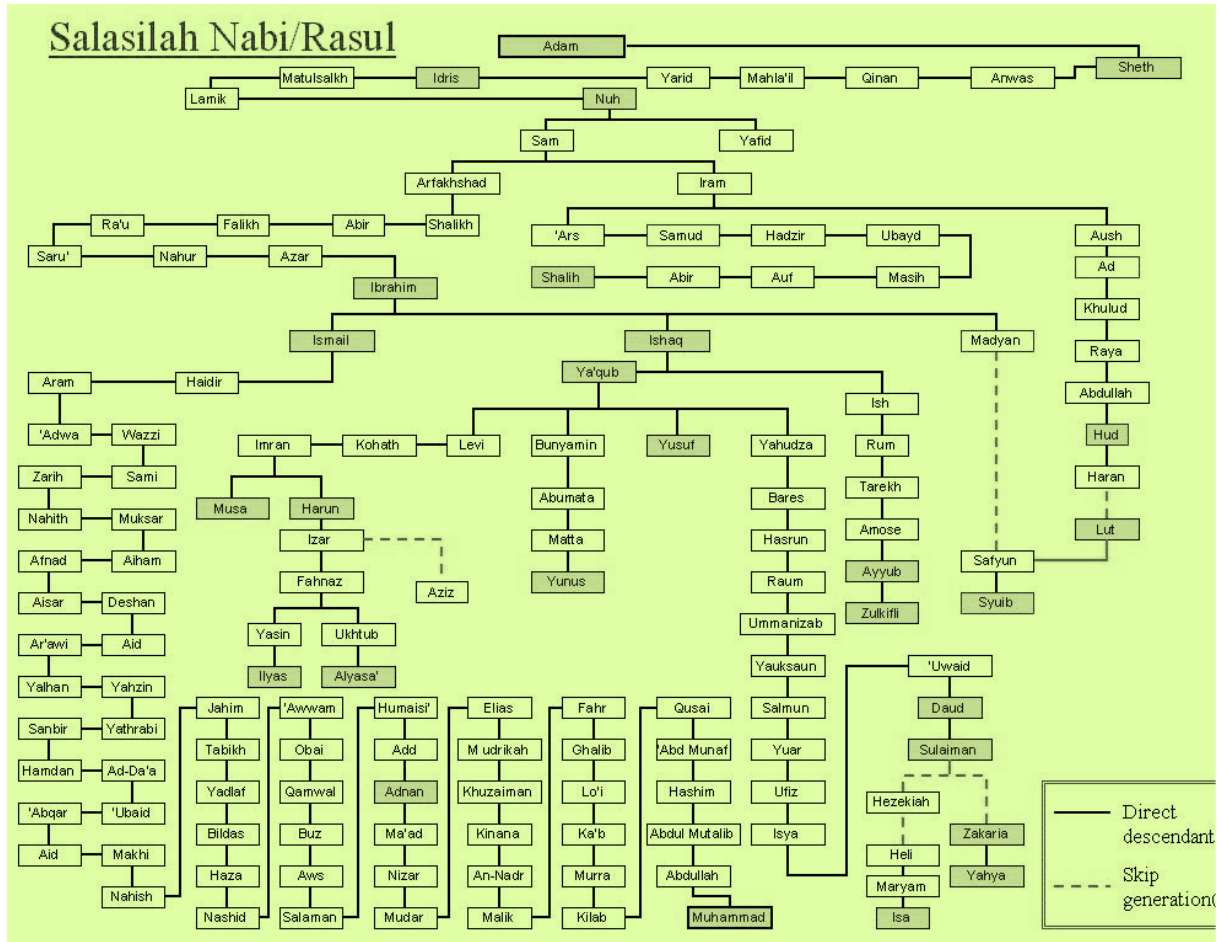 Salasilah Nabi/Rasul
Adam
Sheth
Matulsalkh Idris Yarid Mahla'il Qinan Anwas
Lamik Nuh
Sam Yafid
Arfakhshad Iram
Ra'u Falikh Abir Shalikh 'Ars Samud Hadzir Ubayd Aush
Saru' Nahur Azar Shalih Abir Auf Masih Ad
Ibrahim
Khulud
Ismail Ishaq Madyan
Raya
Ya'qub
Aram Haidir
Abdullah
Ish
'Adwa Wazzi Imran Kohath Levi Bunyamin Yusuf Yahudza Rum Hud
Zarih Sami Tarekh Haran
Musa Harun Abumata Bares
Nahith Muksar
Izar Matta Hasrun Amose Lut
Afnad Aiham Safyun
Fahnaz Yunus Raum Ayyub
Aziz
Aisar Deshan Zulkifli Syuib
Ummanizab
Yasin Ukhtub
Ar'awi Aid
Ilyas Alyasa' Yauksaun 'Uwaid
Yalhan Yahzin
Jahim 'Awwam Humaisi' Elias Fahr Qusai Salmun Daud
Sanbir Yathrabi
Tabikh Obai Add Mudrikah Ghalib 'Abd Munaf Yuar Sulaiman
Hamdan Ad-Da'a
Yadlaf Qamwal Adnan Khuzaiman Lo'i Hashim Ufiz Hezekiah
'Abqar 'Ubaid
Direct
descendant
Bildas Buz Ma'ad Kinana Ka'b Abdul Mutalib Isya Zakaria
Aid Makhi Heli
Haza Aws Nizar An-Nadr Murra Abdullah Yahya
Skip
generation(
Nahish Maryam
Nashid Salaman Mudar Malik Kilab Muhammad Isa